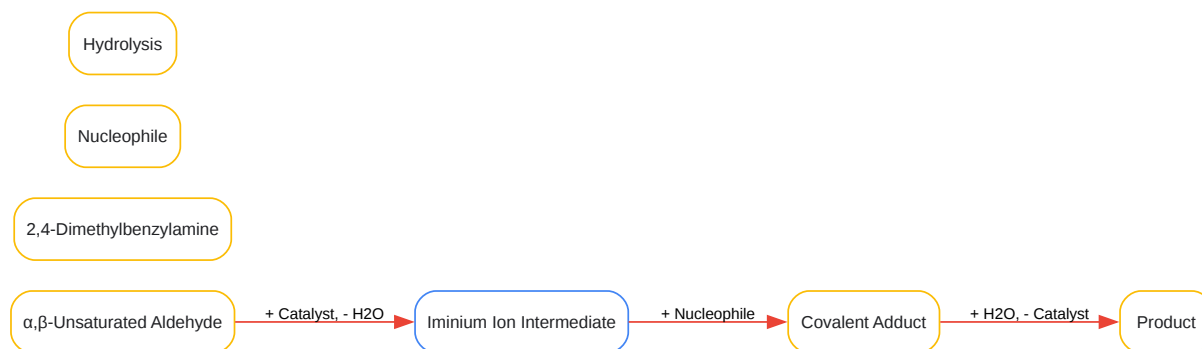 Hydrolysis
Nucleophile
2,4-Dimethylbenzylamine
α,β-Unsaturated Aldehyde
+ Catalyst, - H2O
Iminium Ion Intermediate
+ Nucleophile
Covalent Adduct
+ H2O, - Catalyst
Product